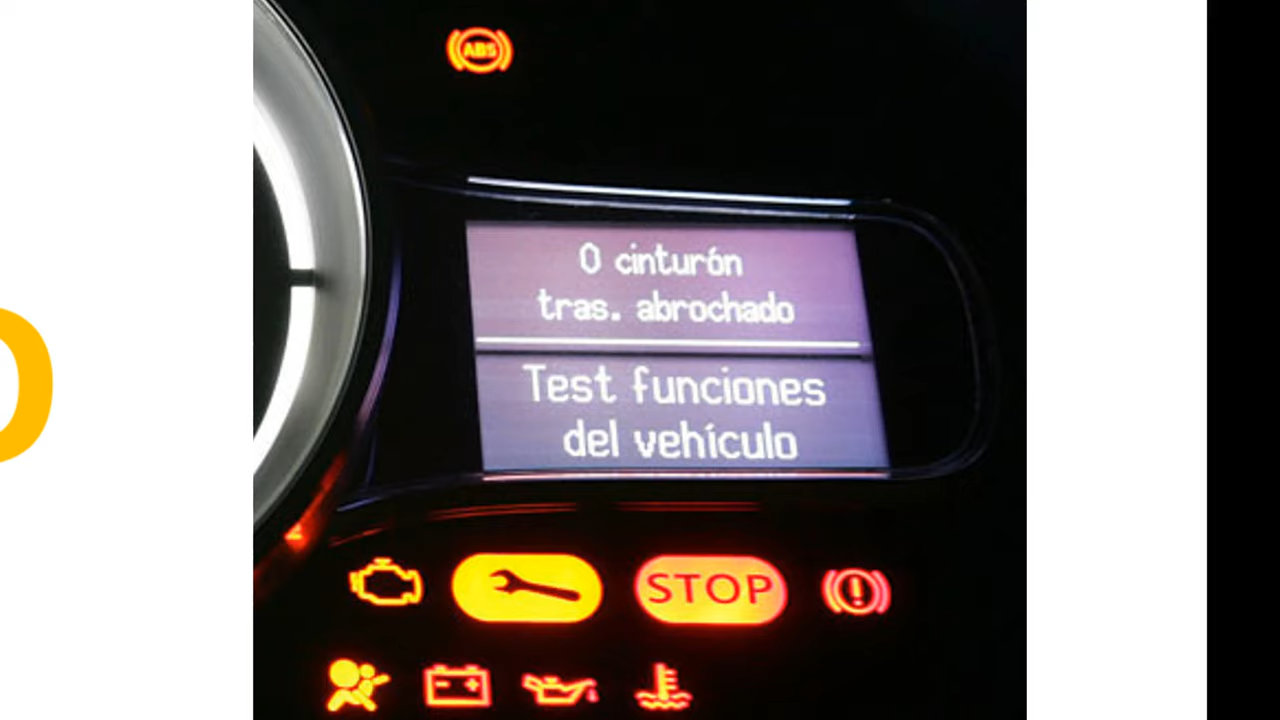 ABS
0 cinturón
tras. abrochado
Test funciones
del vehículo
STOP